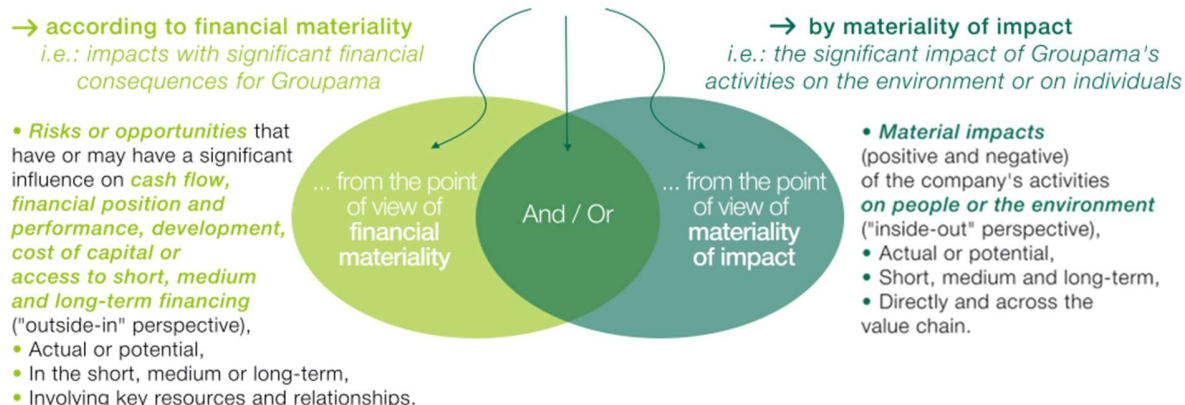 → according to financial materiality
i.e.: impacts with significant financial
consequences for Groupama
• Risks or opportunities that
have or may have a significant
influence on cash flow,
financial position and
performance, development,
cost of capital or
access to short, medium
and long-term financing
("outside-in" perspective),
• Actual or potential,
• In the short, medium or long-term,
• Involving key resources and relationships.
... from the point
of view of
financial
materiality
And / Or
... from the point
of view of
materiality
of impact
→ by materiality of impact
i.e.: the significant impact of Groupama's
activities on the environment or on individuals
• Material impacts
(positive and negative)
of the company's activities
on people or the environment
("inside-out" perspective),
• Actual or potential,
• Short, medium and long-term,
• Directly and across the
value chain.